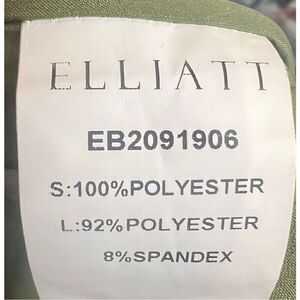 ELLIATT
EB2091906
S:100%POLYESTER
L:92%POLYESTER
8%SPANDEX